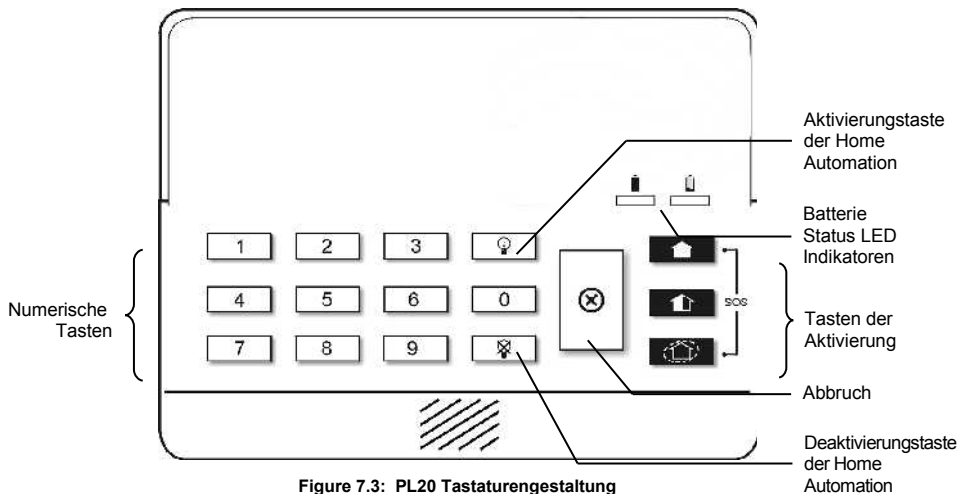 Aktivierungstaste
der Home
Automation
Batterie
Status LED
Indikatoren
1 2 3
4 5 6 0
7 8 9
SOS
Numerische
Tasten
Tasten der
Aktivierung
Abbruch
Deaktivierungstaste
der Home
Automation
Figure 7.3: PL20 Tastaturengestaltung